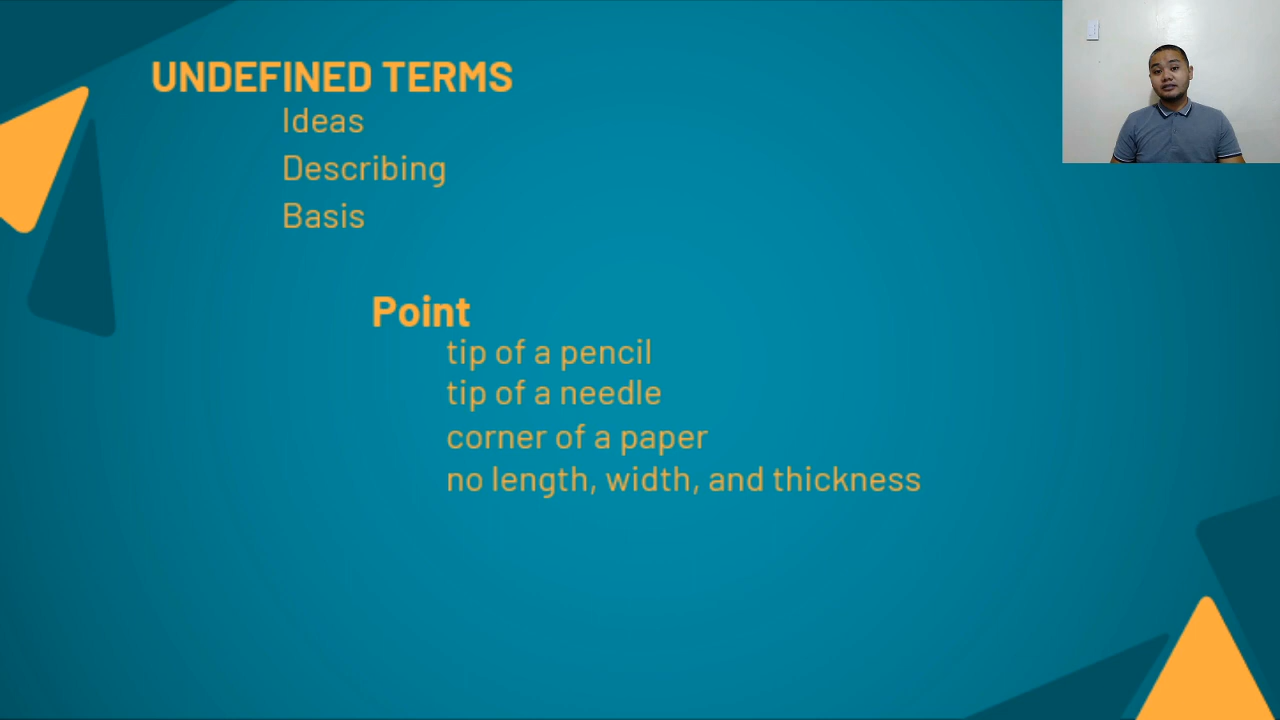 UNDEFINED TERMS
Ideas
Describing
Basis
Point
tip of a pencil
tip of a needle
corner of a paper
no length, width, and thickness